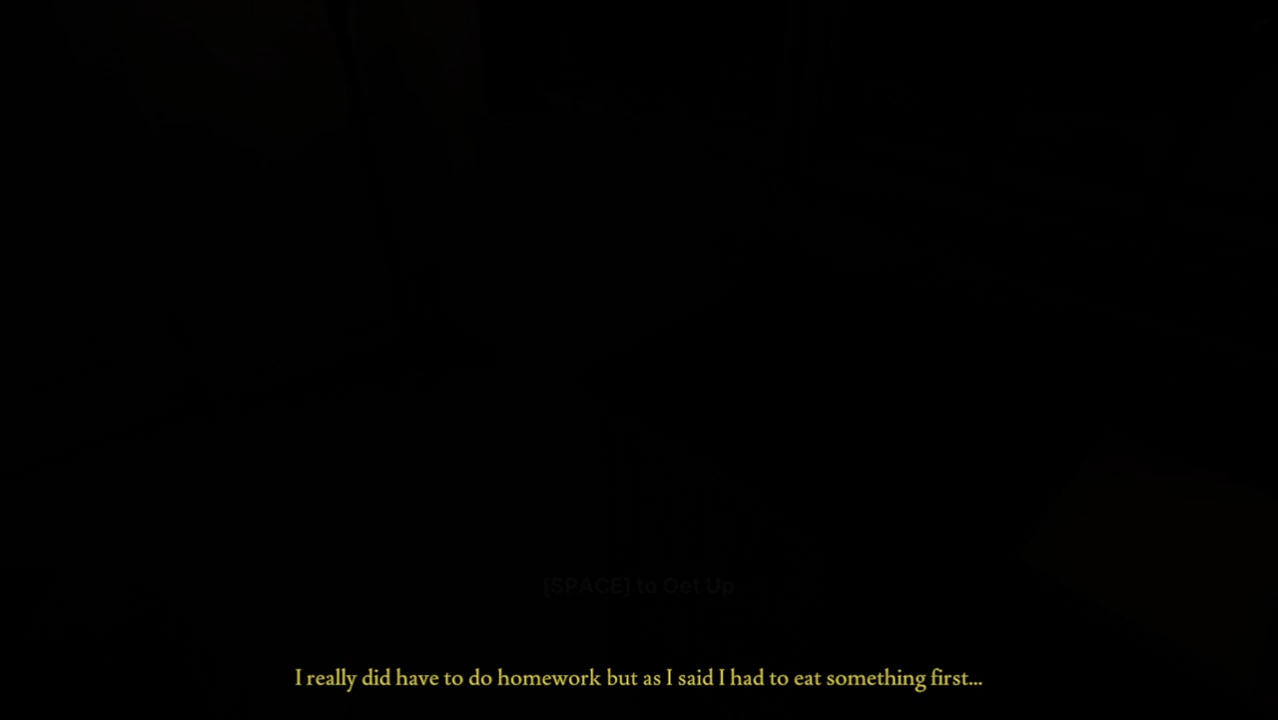 [SPACE] to Get Up
I really did have to do homework but as I said I had to eat something first...